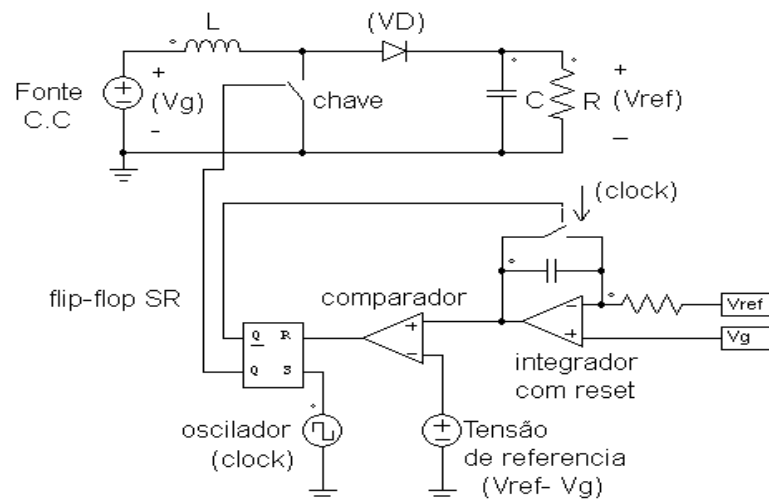 L
(VD)
+
Fonte
C.C
(Vg)
-
chave
C
R
+
(Vref)
−
(clock)
flip-flop SR
comparador
Q
R
Q
S
+
−
−
+
Vref
Vg
integrador
com reset
oscilador
(clock)
Tensão
de referencia
(Vref- Vg)